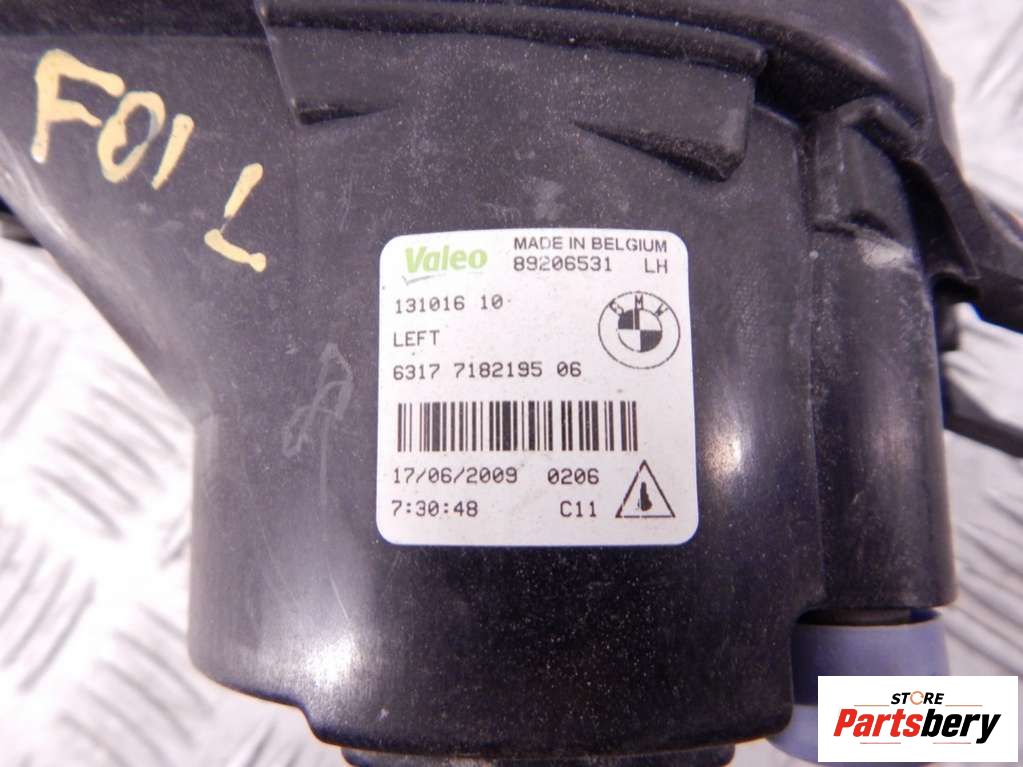 F01 L
Valeo MADE IN BELGIUM
89206531 LH
131016 10
BMW
LEFT
6317 7182195 06
17/06/2009 0206
7:30:48 C11
STORE
Partsbery